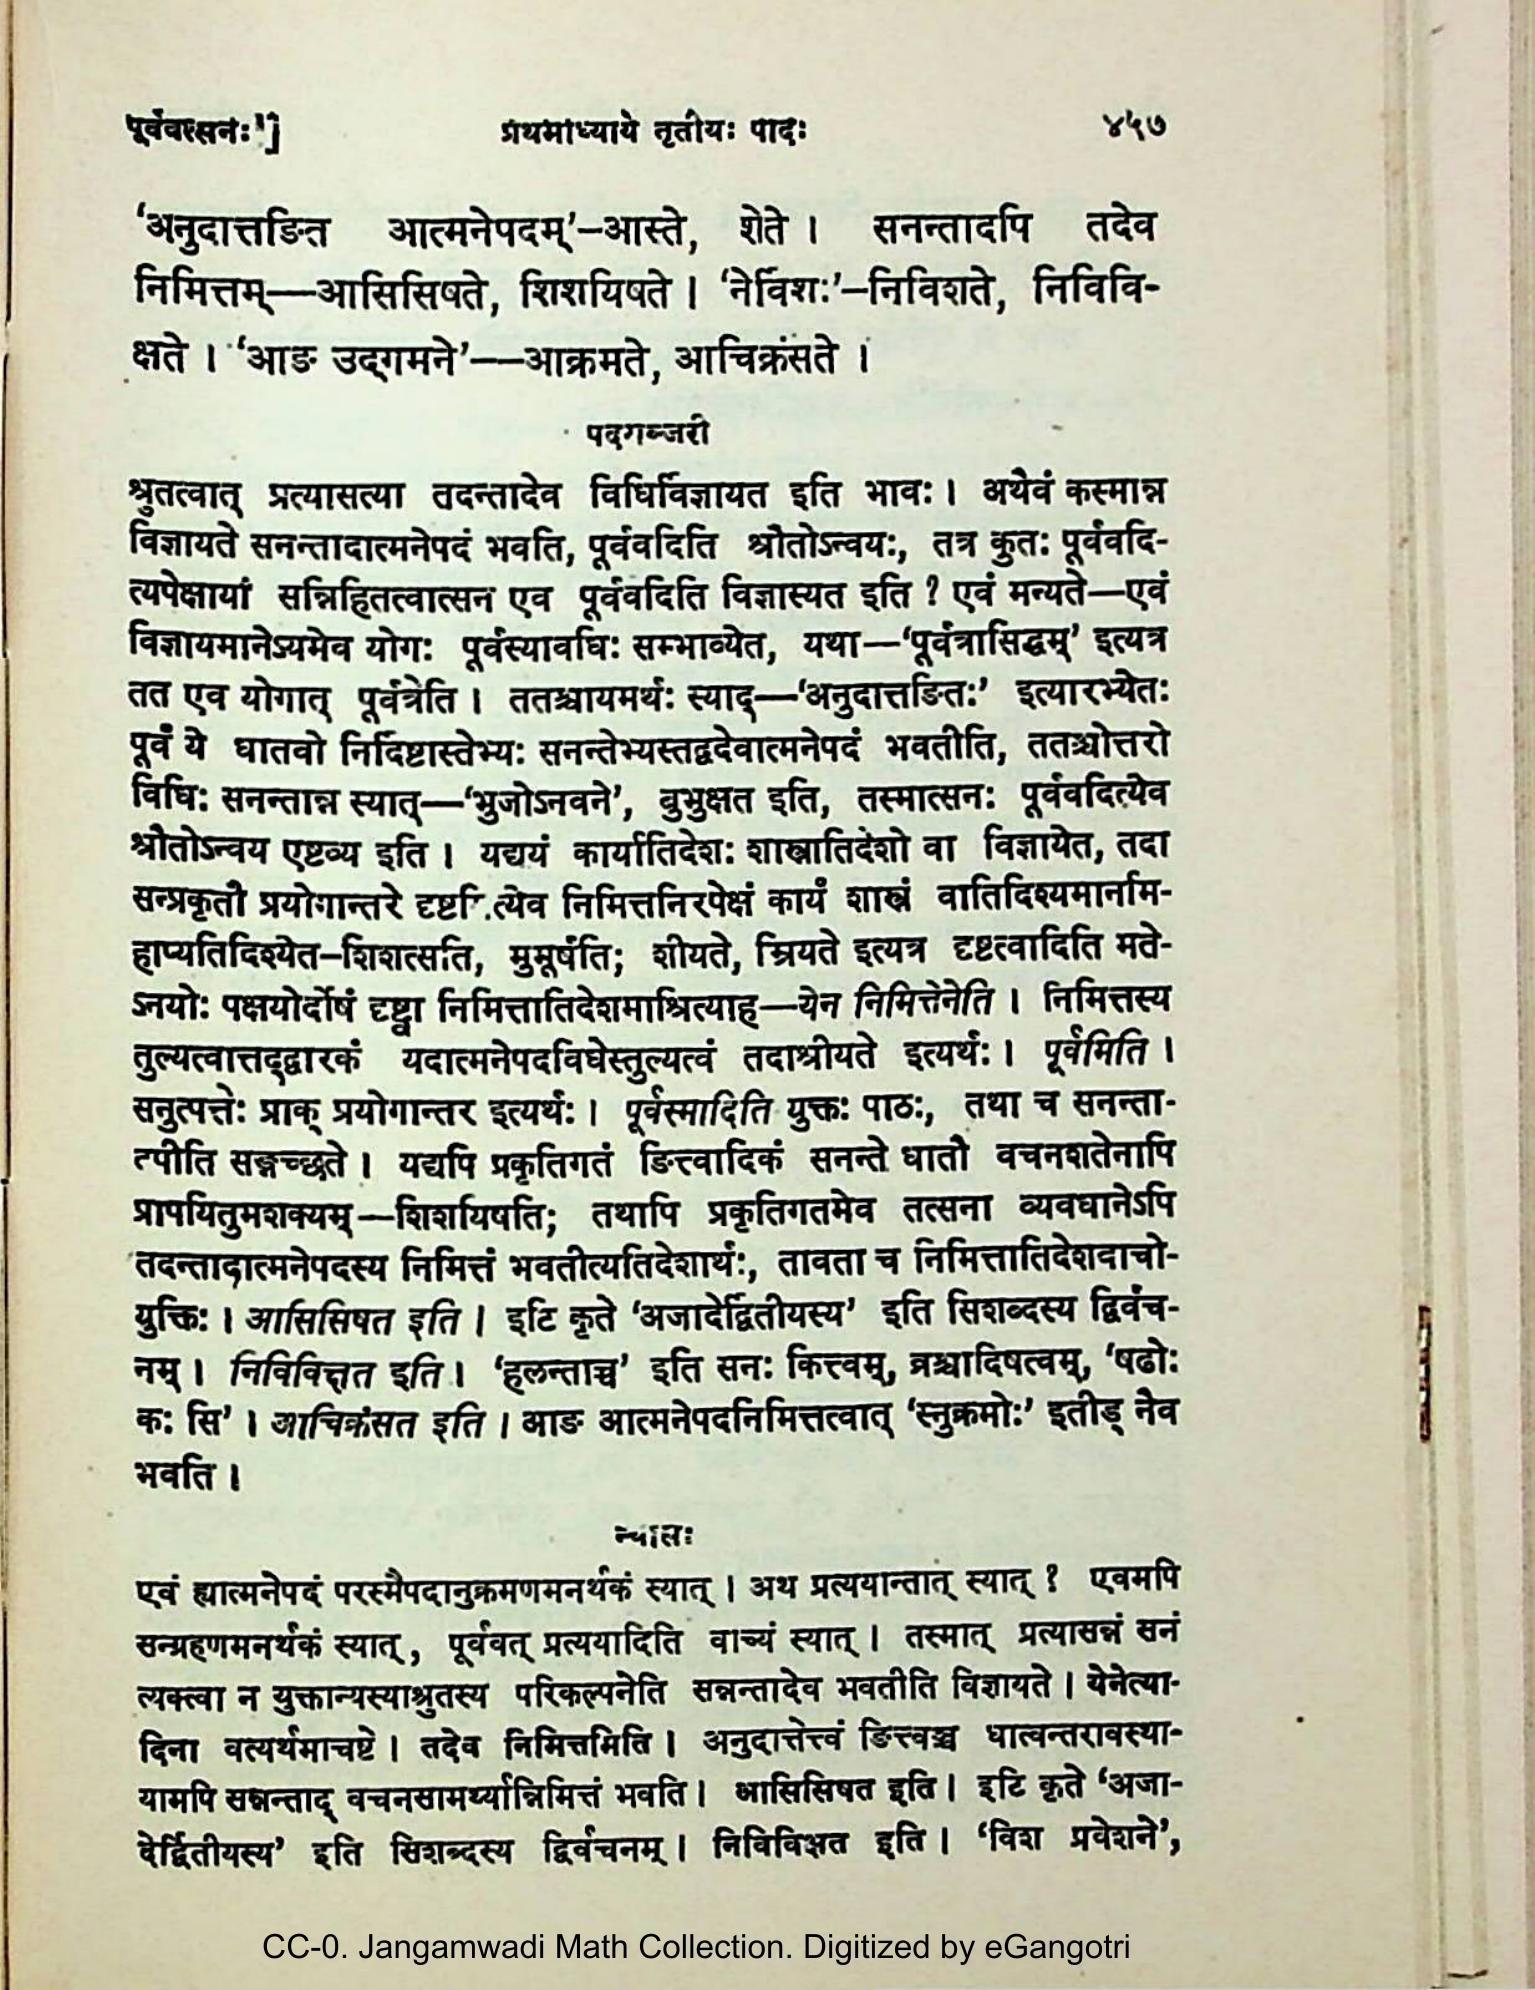 पूर्ववत्सनः']
प्रथमाध्याये तृतीयः पादः
४५७
‘अनुदात्तङित आत्मनेपदम्’–आस्ते, शेते । सनन्तादपि तदेव
निमित्तम्—आसिसिषते, शिशयिषते । ‘नेर्विशः’–निविशते, निविवि-
क्षते । ‘आङ उद्गमने’—आक्रमते, आचिक्रंसते ।
पदमञ्जरी
श्रुतत्वात् प्रत्यासत्या तदन्तादेव विधिर्विज्ञायत इति भावः । अथैवं कस्मान्न
विज्ञायते सनन्तादात्मनेपदं भवति, पूर्ववदिति श्रौतोऽन्वयः, तत्र कुतः पूर्ववदि-
त्यपेक्षायां सन्निहितत्वात्सन एव पूर्ववदिति विज्ञास्यत इति ? एवं मन्यते—एवं
विज्ञायमानेऽयमेव योगः पूर्वस्यावधिः सम्भाव्येत, यथा—‘पूर्वत्रासिद्धम्’ इत्यत्र
तत एव योगात् पूर्वत्रेति । ततश्चायमर्थः स्याद्—‘अनुदात्तङितः’ इत्यारभ्येतः
पूर्वं ये धातवो निर्दिष्टास्तेभ्यः सनन्तेभ्यस्तद्वदेवात्मनेपदं भवतीति, ततश्चोत्तरो
विधिः सनन्तान्न स्यात्—‘भुजोऽनवने’, बुभुक्षत इति, तस्मात्सनः पूर्ववदित्येव
श्रौतोऽन्वय एष्टव्य इति । यद्ययं कार्यातिदेशः शास्त्रातिदेशो वा विज्ञायेत, तदा
सन्प्रकृतौ प्रयोगान्तरे दृष्टमित्येव निमित्तनिरपेक्षं कार्यं शास्त्रं वातिदिश्यमानमि-
हाप्यतिदिश्येत–शिशत्सति, मुमूर्षति; शीयते, म्रियते इत्यत्र दृष्टत्वादिति मते-
ऽनयोः पक्षयोर्दोषं दृष्ट्वा निमित्तातिदेशमाश्रित्याह—येन निमित्तेनेति । निमित्तस्य
तुल्यत्वात्तद्द्वारकं यदात्मनेपदविधेस्तुल्यत्वं तदाश्रीयते इत्यर्थः । पूर्वमिति ।
सनुत्पत्तेः प्राक् प्रयोगान्तर इत्यर्थः । पूर्वस्मादिति युक्तः पाठः, तथा च सनन्ता-
त्पीति सङ्गच्छते । यद्यपि प्रकृतिगतं ङित्त्वादिकं सनन्ते धातौ वचनशतेनापि
प्रापयितुमशक्यम्—शिशयिषति; तथापि प्रकृतिगतमेव तत्सना व्यवधानेऽपि
तदन्तादात्मनेपदस्य निमित्तं भवतीत्यतिदेशार्थः, तावता च निमित्तातिदेशदाचो-
युक्तिः । आसिसिषत इति । इटि कृते ‘अजादेर्द्वितीयस्य’ इति सिशब्दस्य द्विर्वच-
नम् । निविविक्षत इति । ‘हलन्ताच्च’ इति सनः कित्त्वम्, व्रश्चादिषत्वम्, ‘षढोः
कः सि’ । आचिक्रंसत इति । आङ आत्मनेपदनिमित्तत्वात् ‘स्नुक्रमोः’ इतीड् नैव
भवति ।
न्यासः
एवं ह्यात्मनेपदं परस्मैपदानुक्रमणमनर्थकं स्यात् । अथ प्रत्ययान्तात् स्यात् ? एवमपि
सन्ग्रहणमनर्थकं स्यात्, पूर्ववत् प्रत्ययादिति वाच्यं स्यात् । तस्मात् प्रत्यासन्नं सनं
त्यक्त्वा न युक्तान्यस्याश्रुतस्य परिकल्पनेति सन्नन्तादेव भवतीति विज्ञायते । येनेत्या-
दिना वत्यर्थमाचष्टे । तदेव निमित्तमिति । अनुदात्तेत्त्वं ङित्त्वञ्च धात्वन्तरावस्था-
यामपि सन्नन्ताद् वचनसामर्थ्यान्निमित्तं भवति । आसिसिषत इति । इटि कृते ‘अजा-
देर्द्वितीयस्य’ इति सिशब्दस्य द्विर्वचनम् । निविविक्षत इति । ‘विश प्रवेशने’,
CC-0. Jangamwadi Math Collection. Digitized by eGangotri